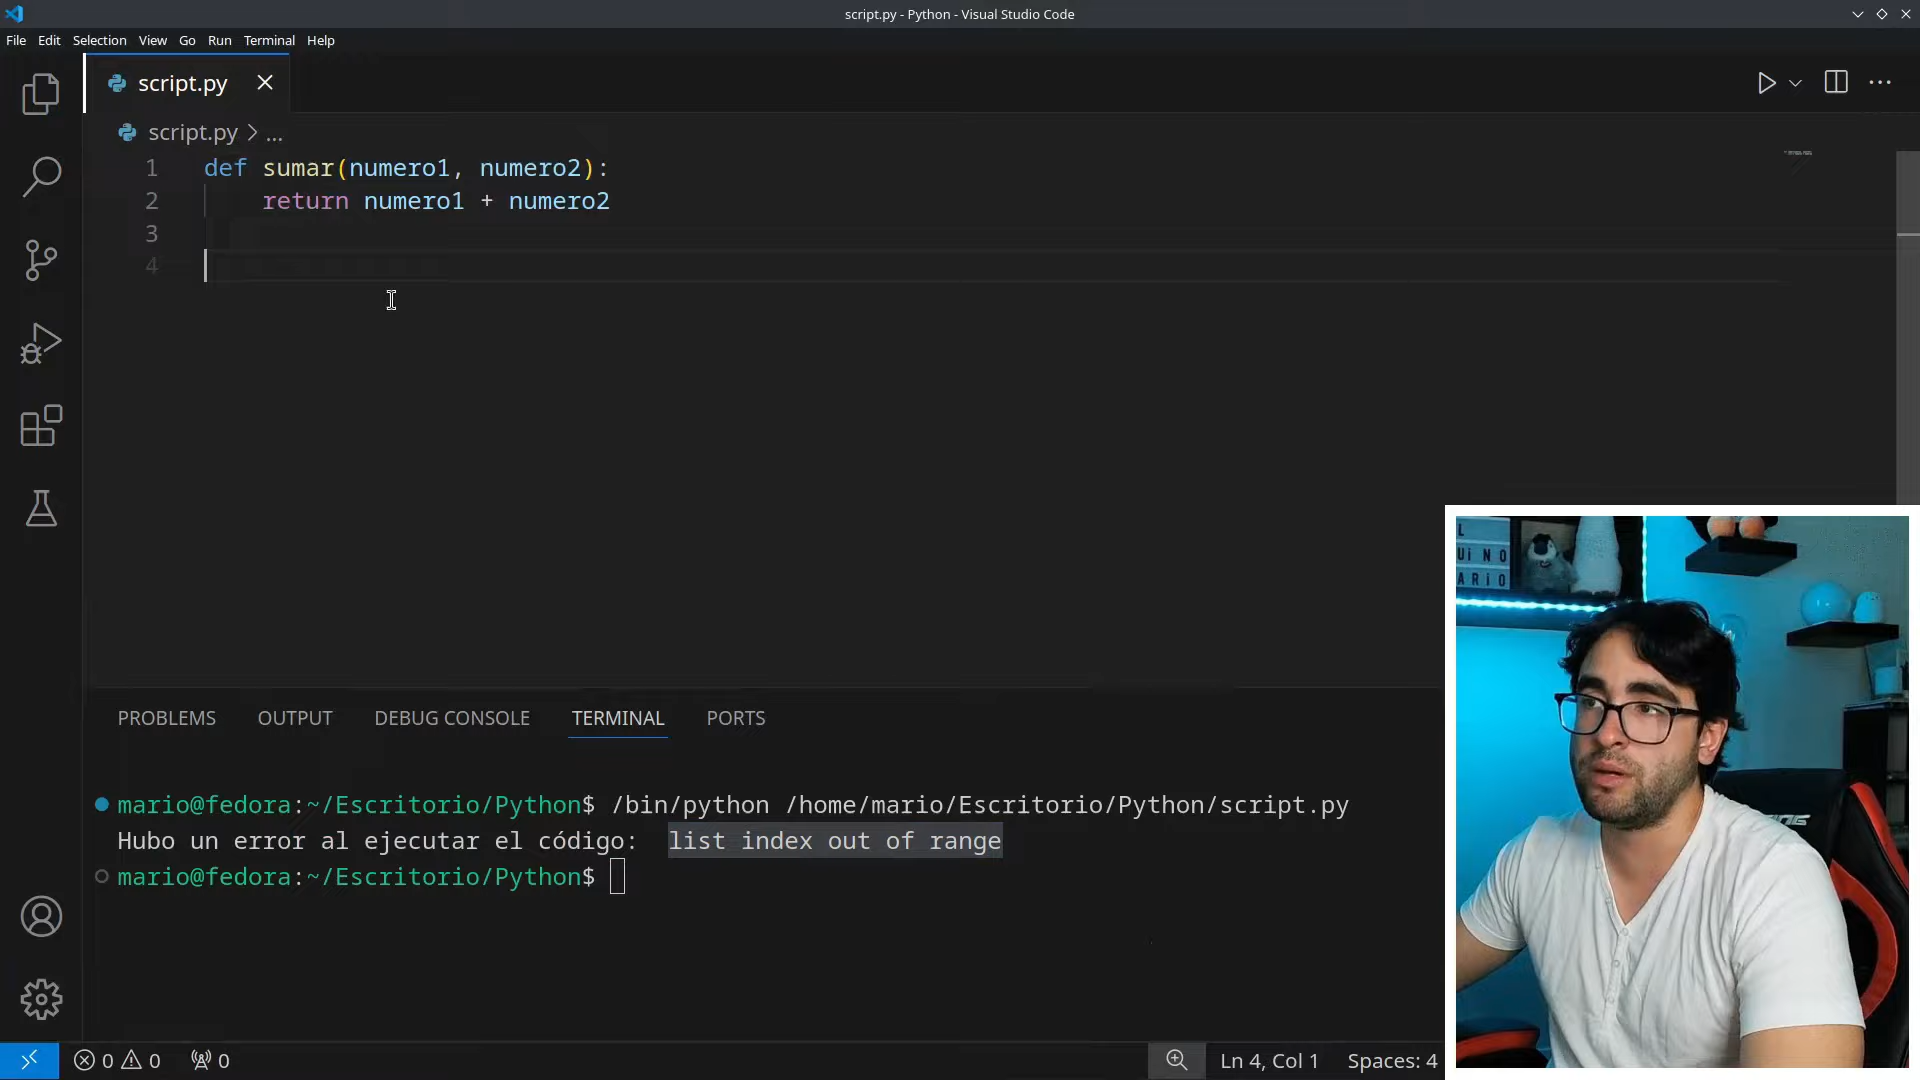 script.py - Python - Visual Studio Code
File Edit Selection View Go Run Terminal Help
script.py
script.py > ...
1 def sumar(numero1, numero2):
2 return numero1 + numero2
3
4
PROBLEMS OUTPUT DEBUG CONSOLE TERMINAL PORTS
mario@fedora:~/Escritorio/Python$ /bin/python /home/mario/Escritorio/Python/script.py
Hubo un error al ejecutar el código: list index out of range
mario@fedora:~/Escritorio/Python$
0 0 0
Ln 4, Col 1 Spaces: 4